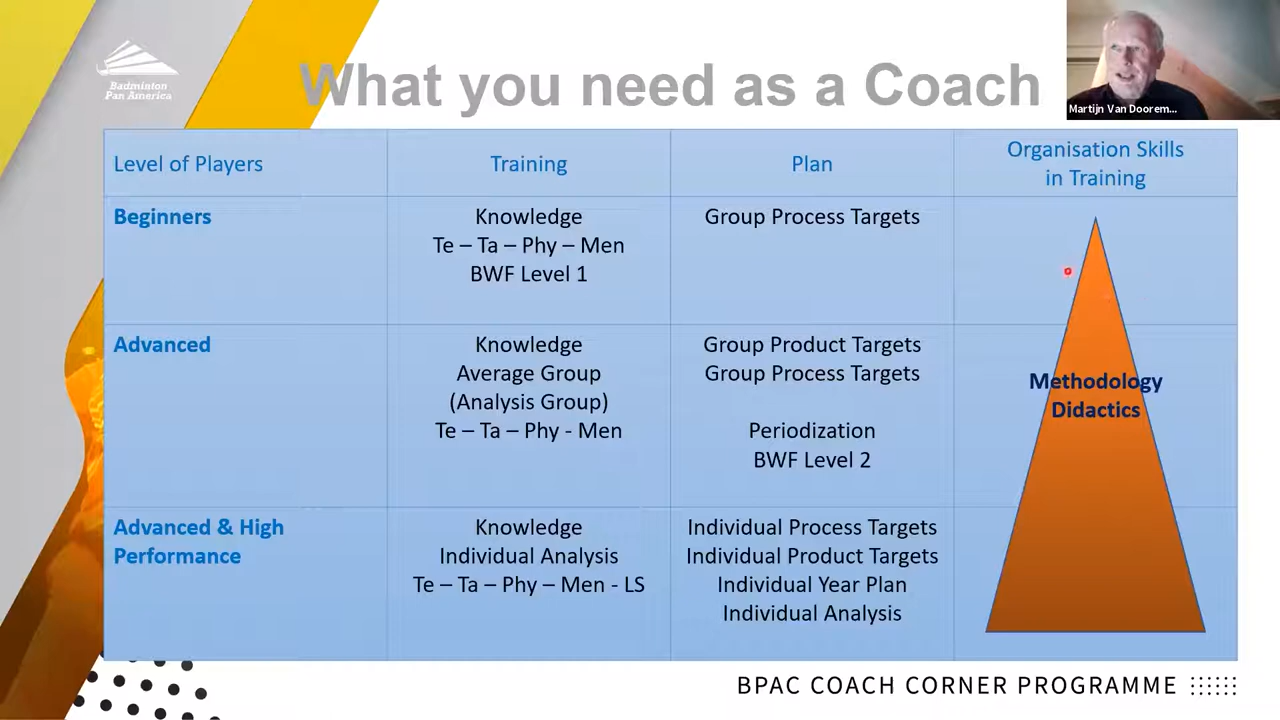 Badminton
Pan America
What you need as a Coach
Martijn Van Doorem...
Level of Players
Training
Plan
Organisation Skills
in Training
Beginners
Knowledge
Te – Ta – Phy – Men
BWF Level 1
Group Process Targets
Advanced
Knowledge
Average Group
(Analysis Group)
Te – Ta – Phy - Men
Group Product Targets
Group Process Targets
Periodization
BWF Level 2
Methodology
Didactics
Advanced & High
Performance
Knowledge
Individual Analysis
Te – Ta – Phy – Men - LS
Individual Process Targets
Individual Product Targets
Individual Year Plan
Individual Analysis
BPAC COACH CORNER PROGRAMME